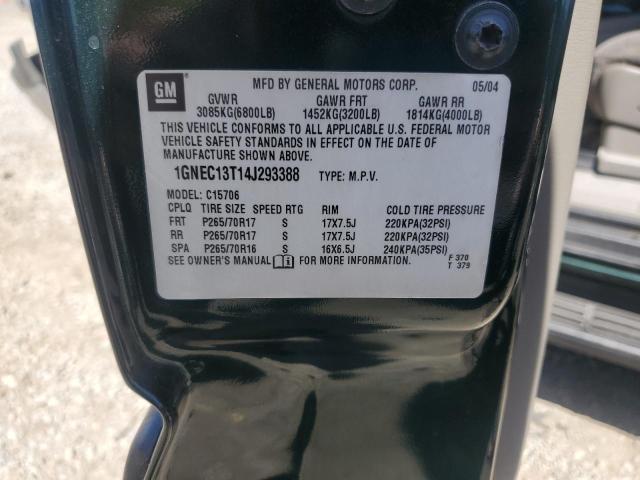 GM
MFD BY GENERAL MOTORS CORP. 05/04
GVWR GAWR FRT GAWR RR
3085KG(6800LB) 1452KG(3200LB) 1814KG(4000LB)
THIS VEHICLE CONFORMS TO ALL APPLICABLE U.S. FEDERAL MOTOR
VEHICLE SAFETY STANDARDS IN EFFECT ON THE DATE OF
MANUFACTURE SHOWN ABOVE.
1GNEC13T14J293388 TYPE: M.P.V.
MODEL: C15706
CPLQ TIRE SIZE SPEED RTG RIM COLD TIRE PRESSURE
FRT P265/70R17 S 17X7.5J 220KPA(32PSI)
RR P265/70R17 S 17X7.5J 220KPA(32PSI)
SPA P265/70R16 S 16X6.5J 240KPA(35PSI)
SEE OWNER'S MANUAL FOR MORE INFORMATION. F 370
T 379